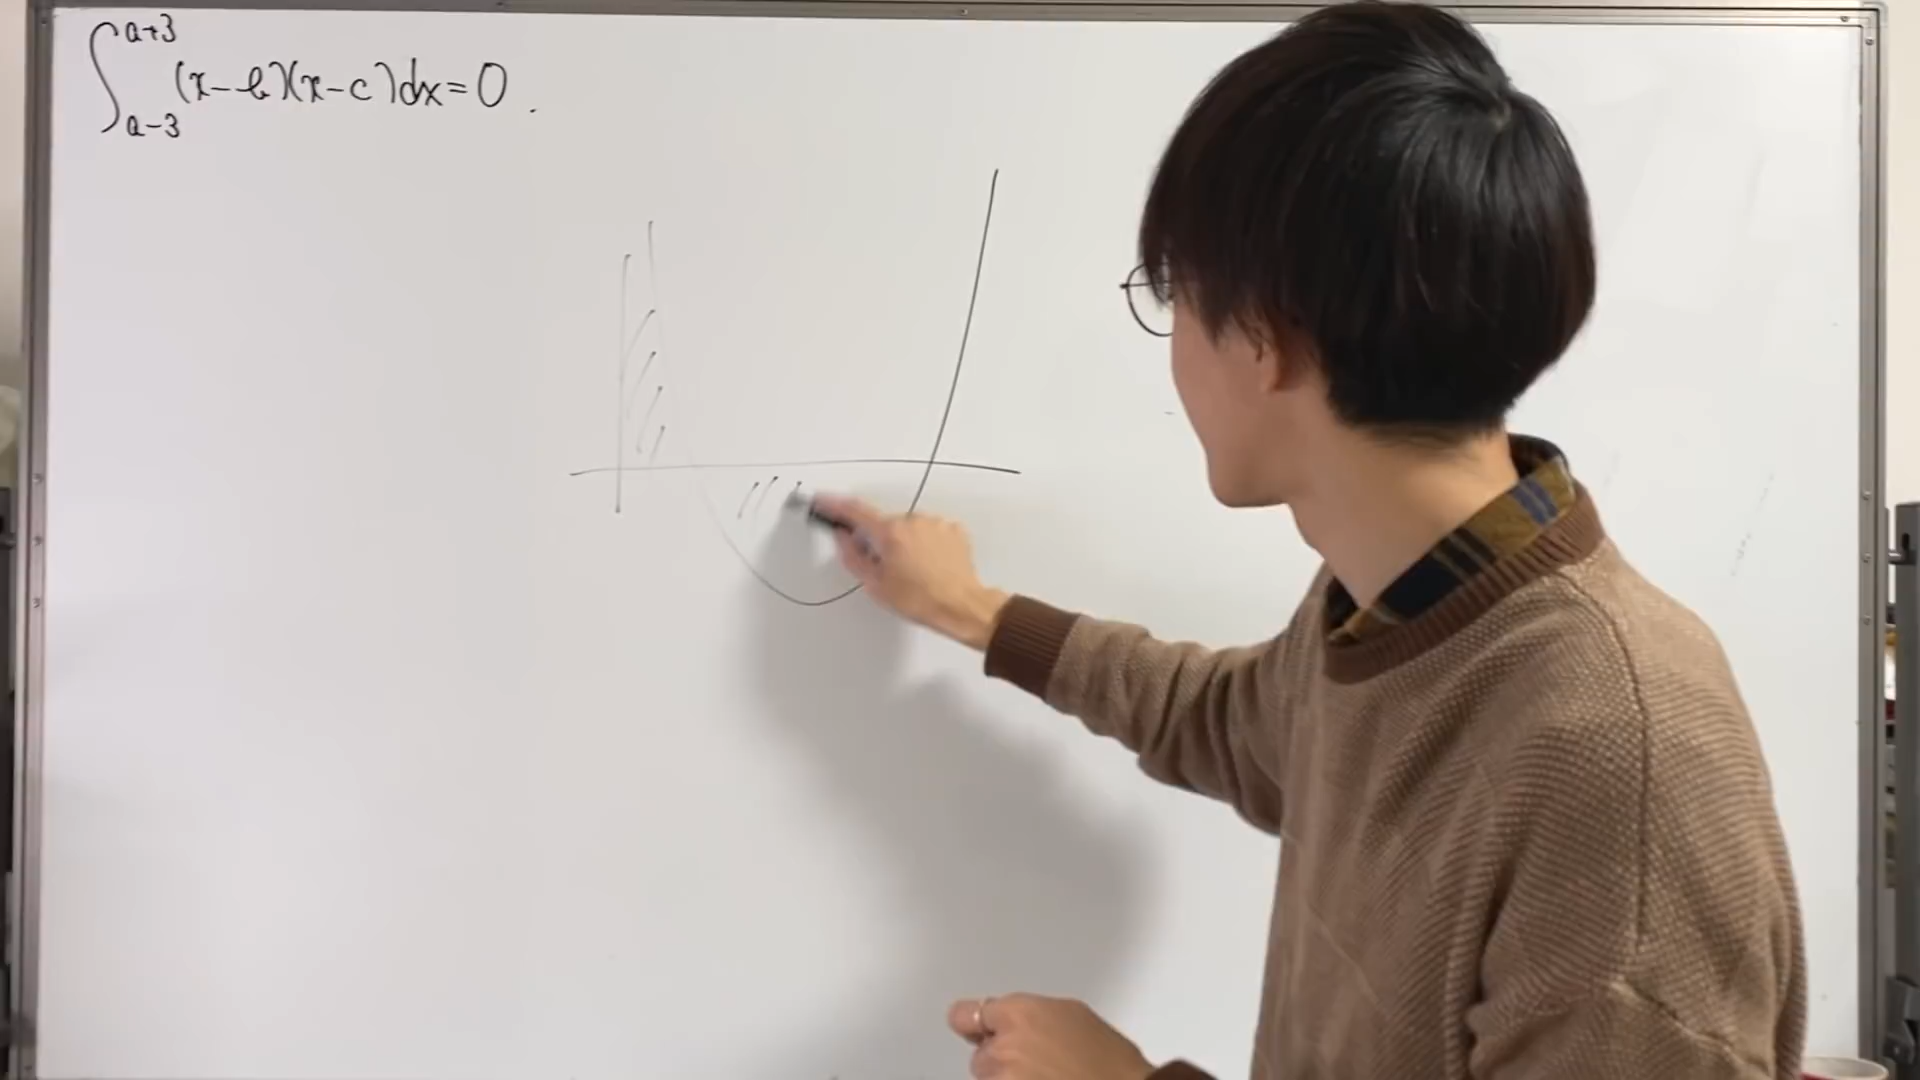 ∫_{a-3}^{a+3} (x-b)(x-c)dx=0.